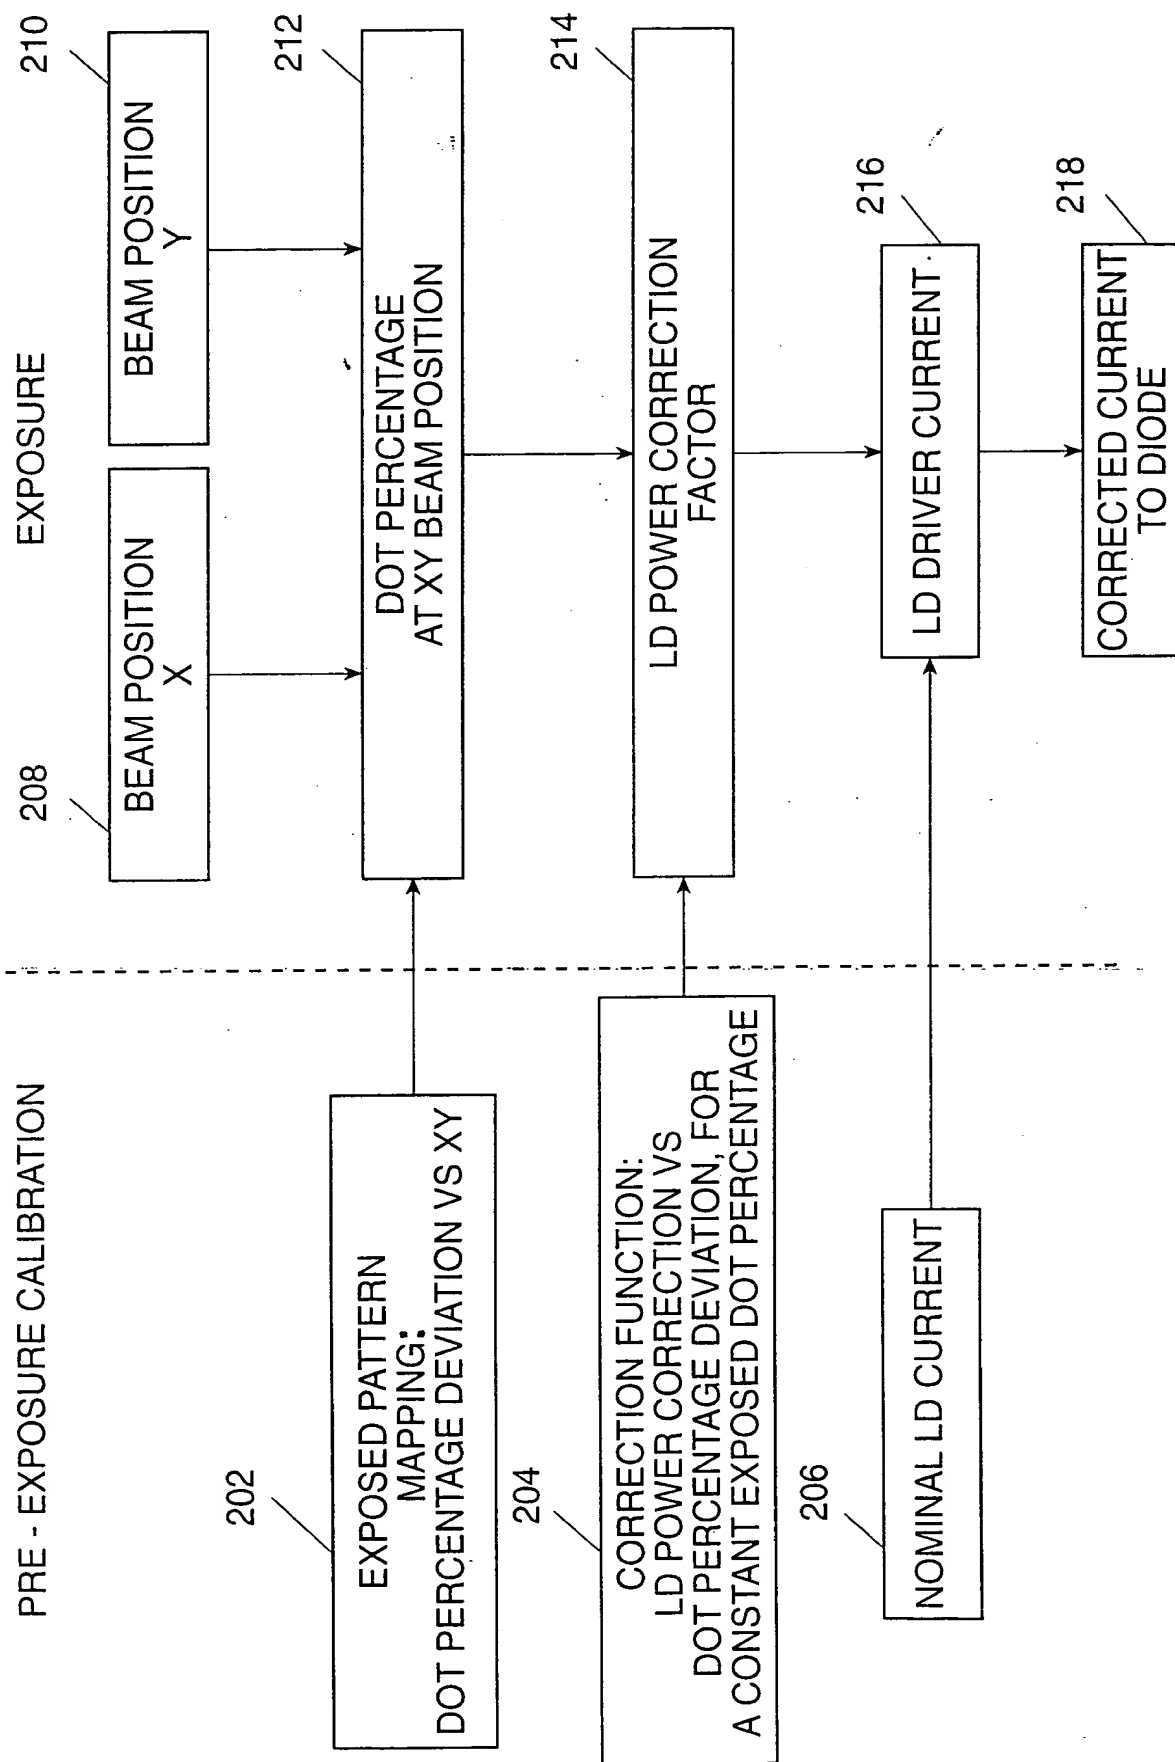 PRE - EXPOSURE CALIBRATION
202
EXPOSED PATTERN
MAPPING:
DOT PERCENTAGE DEVIATION VS XY
204
CORRECTION FUNCTION:
LD POWER CORRECTION VS
DOT PERCENTAGE DEVIATION, FOR
A CONSTANT EXPOSED DOT PERCENTAGE
206
NOMINAL LD CURRENT
EXPOSURE
208
BEAM POSITION
X
210
BEAM POSITION
Y
212
DOT PERCENTAGE
AT XY BEAM POSITION
214
LD POWER CORRECTION
FACTOR
216
LD DRIVER CURRENT
218
CORRECTED CURRENT
TO DIODE